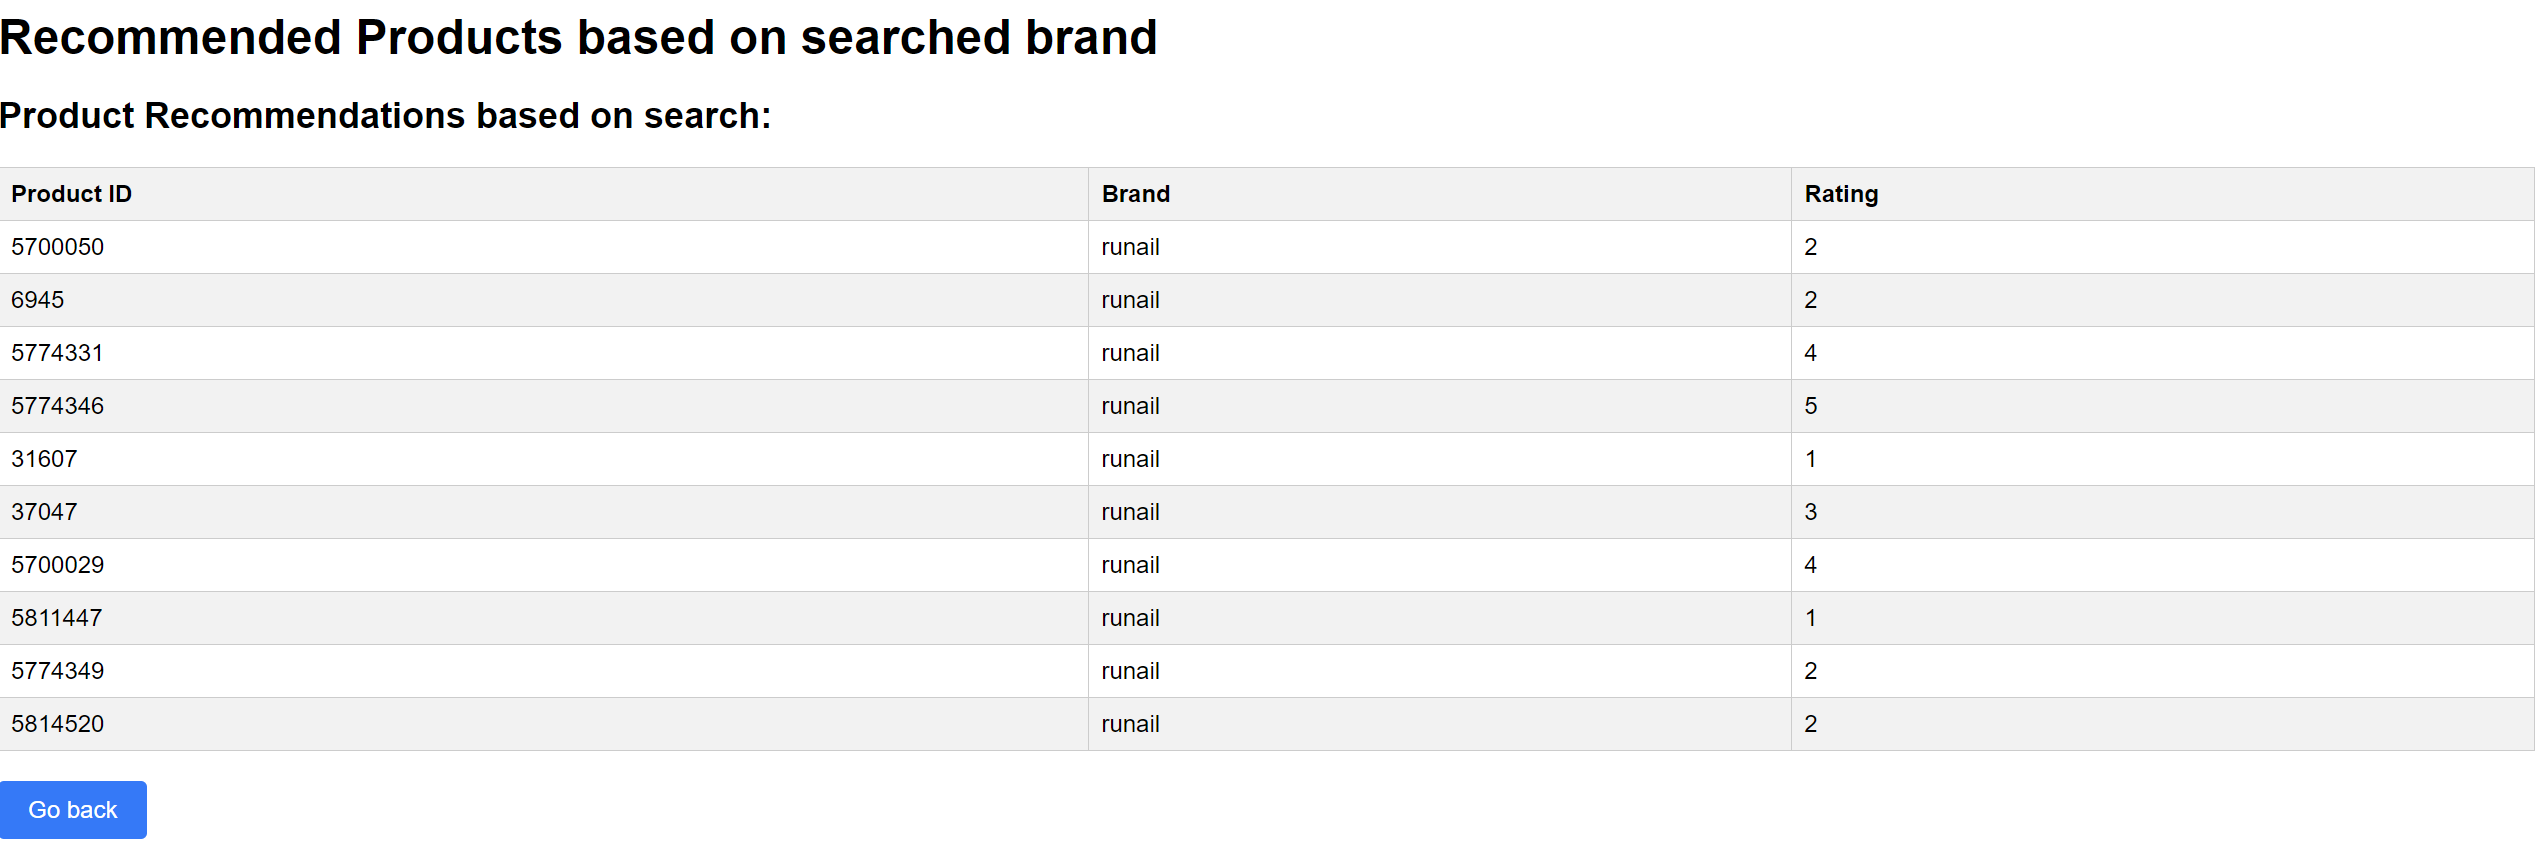 Recommended Products based on searched brand
Product Recommendations based on search:
Product ID Brand Rating
5700050 runail 2
6945 runail 2
5774331 runail 4
5774346 runail 5
31607 runail 1
37047 runail 3
5700029 runail 4
5811447 runail 1
5774349 runail 2
5814520 runail 2
Go back